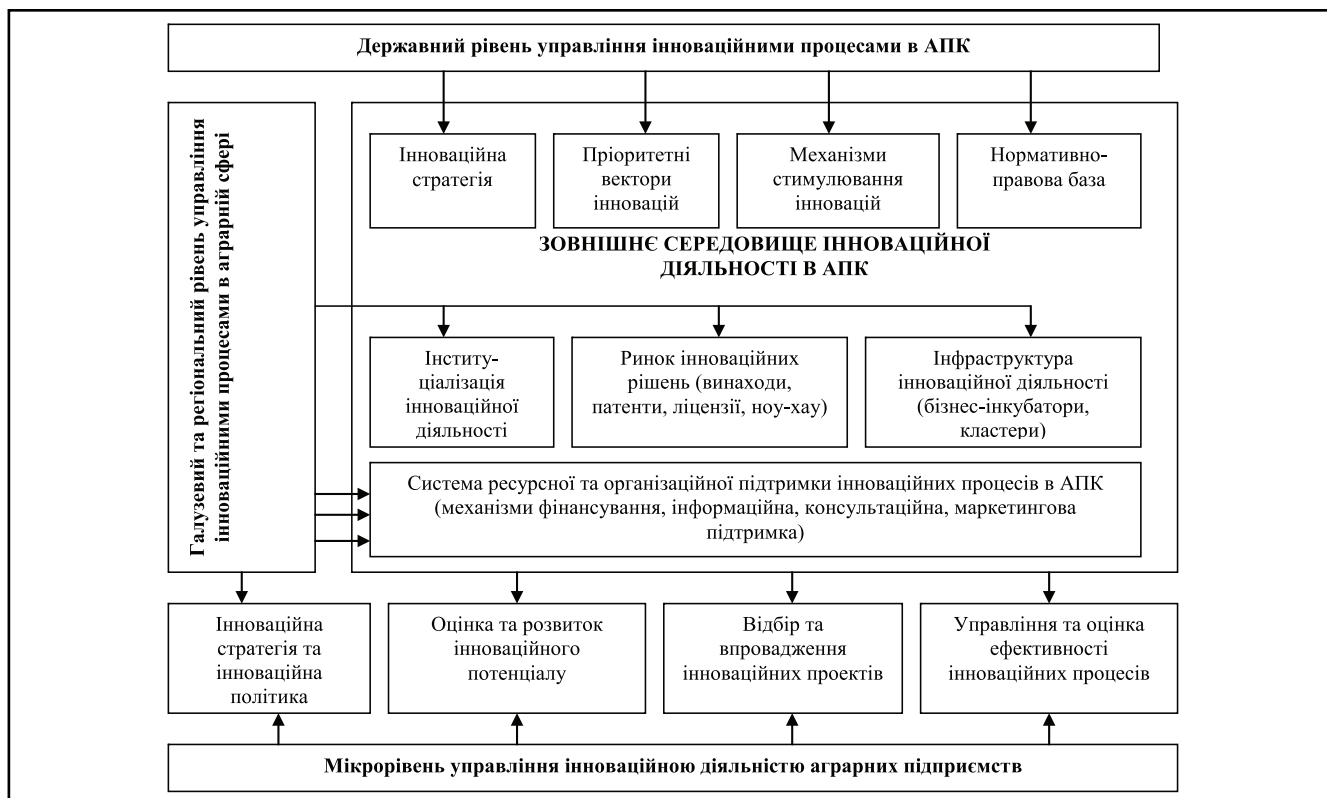 Державний рівень управління інноваційними процесами в АПК
Галузевий та регіональний рівень управління
інноваційними процесами в аграрній сфері
Інноваційна
стратегія
Пріоритетні
вектори
інновацій
Механізми
стимулювання
інновацій
Нормативно-
правова база
ЗОВНІШНЄ СЕРЕДОВИЩЕ ІННОВАЦІЙНОЇ
ДІЯЛЬНОСТІ В АПК
Інститу-
ціалізація
інноваційної
діяльності
Ринок інноваційних
рішень (винаходи,
патенти, ліцензії, ноу-хау)
Інфраструктура
інноваційної діяльності
(бізнес-інкубатори,
кластери)
Система ресурсної та організаційної підтримки інноваційних процесів в АПК
(механізми фінансування, інформаційна, консультаційна, маркетингова
підтримка)
Інноваційна
стратегія та
інноваційна
політика
Оцінка та розвиток
інноваційного
потенціалу
Відбір та
впровадження
інноваційних проектів
Управління та оцінка
ефективності
інноваційних процесів
Мікрорівень управління інноваційною діяльністю аграрних підприємств